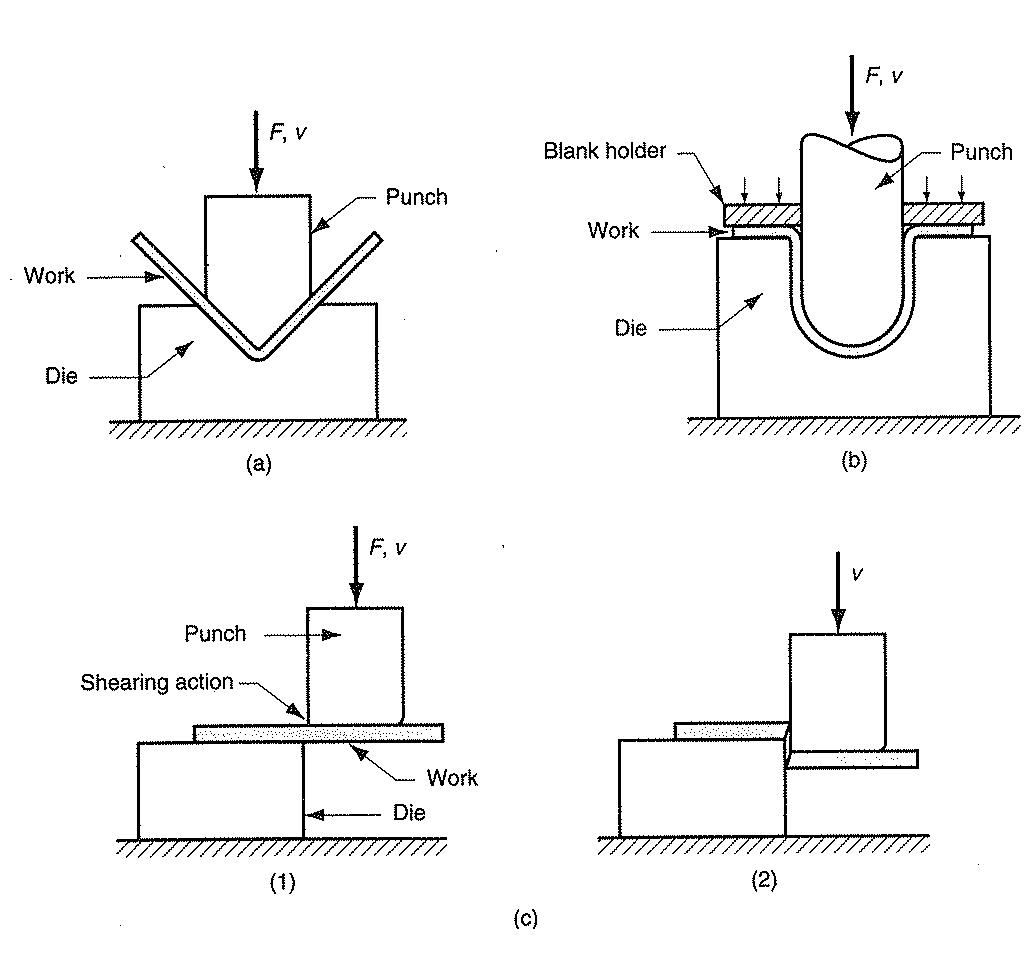 F, v
Punch
Work
Die
(a)
F, v
Blank holder
Punch
Work
Die
(b)
F, v
Punch
Shearing action
Work
Die
(1)
v
(2)
(c)